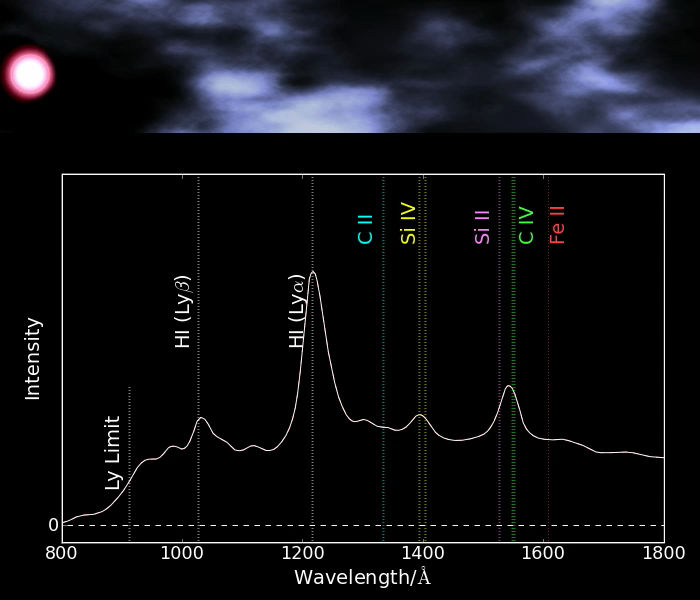 C II
Si IV
Si II
C IV
Fe II
HI (Lyβ)
HI (Lyα)
Ly Limit
Intensity
0
800 1000 1200 1400 1600 1800
Wavelength/Å